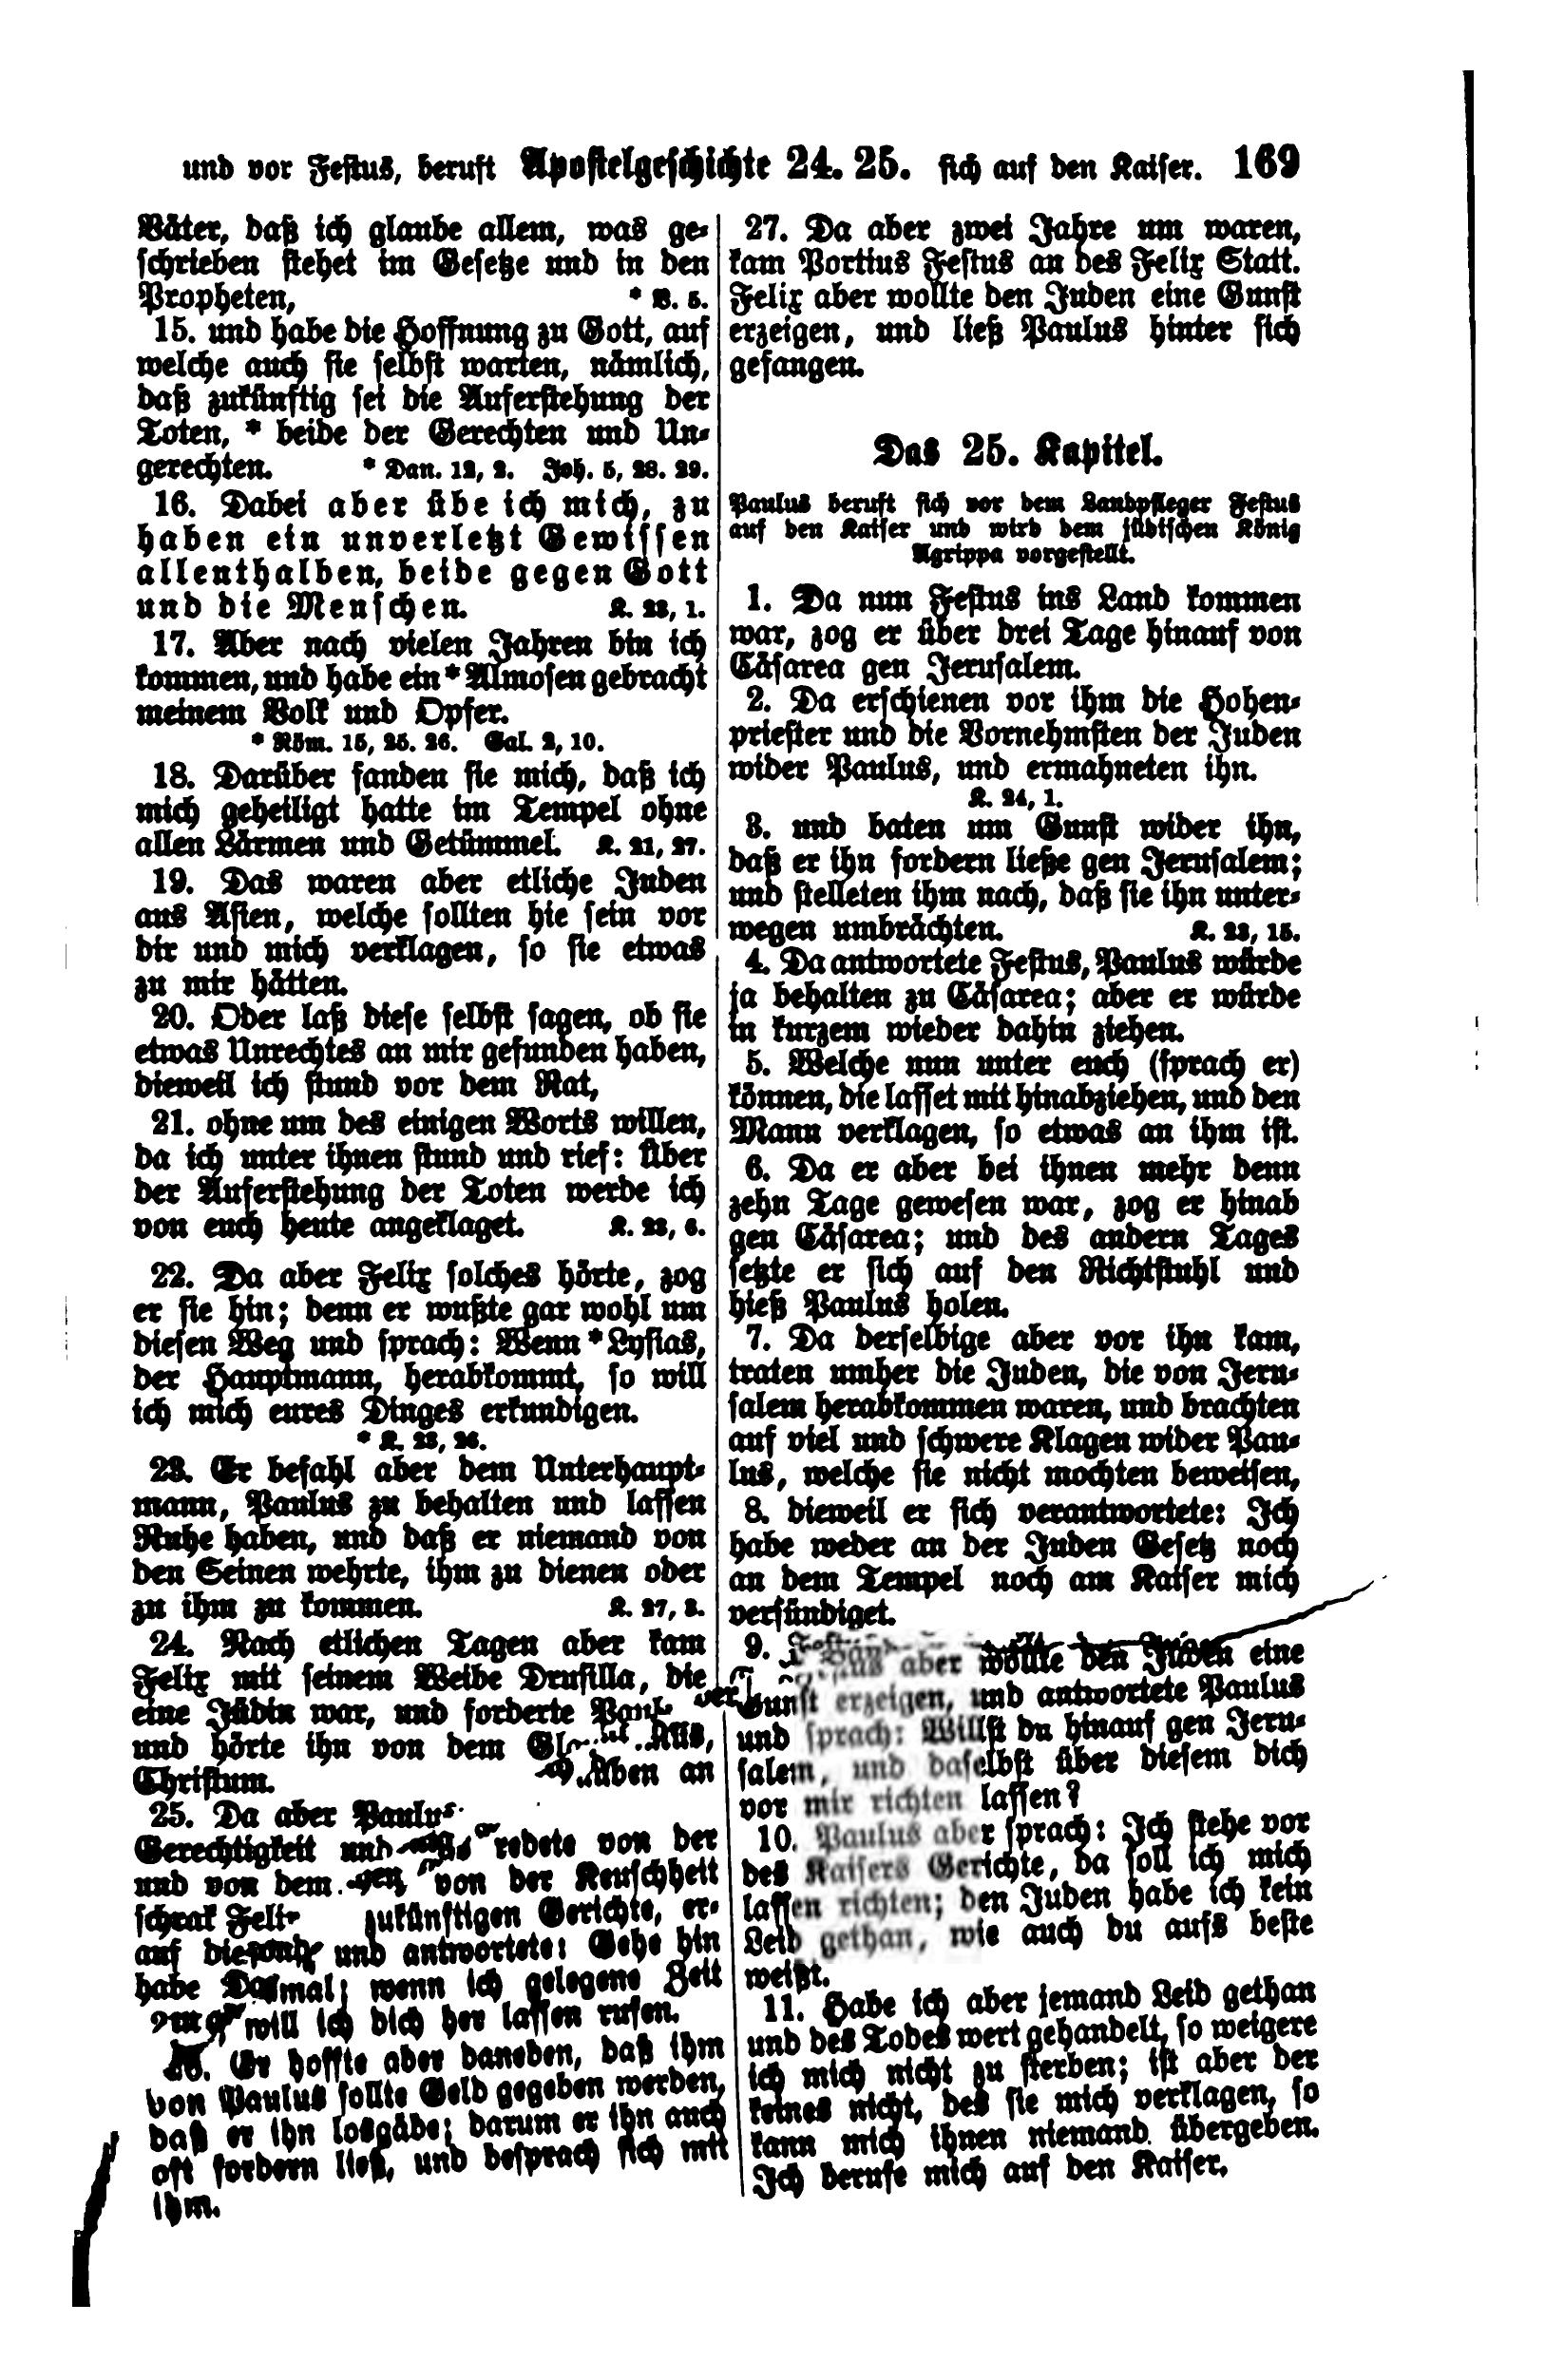 und vor Festus, beruft Apostelgeschichte 24. 25. sich auf den Kaiser. 169
Väter, daß ich glaube allem, was ge-
schrieben stehet im Gesetze und in den
Propheten, * V. 5.
15. und habe die Hoffnung zu Gott, auf
welche auch sie selbst warten, nämlich,
daß zukünftig sei die Auferstehung der
Toten, * beide der Gerechten und Un-
gerechten. * Dan. 12, 2. Joh. 5, 28. 29.
16. Dabei aber übe ich mich, zu
haben ein unverletzt Gewissen
allenthalben, beide gegen Gott
und die Menschen. K. 23, 1.
17. Aber nach vielen Jahren bin ich
kommen, und habe ein * Almosen gebracht
meinem Volk und Opfer.
* Röm. 15, 25. 26. Gal. 2, 10.
18. Darüber fanden sie mich, daß ich
mich geheiligt hatte im Tempel ohne
allen Lärmen und Getümmel. K. 21, 27.
19. Das waren aber etliche Juden
aus Asien, welche sollten hie sein vor
dir und mich verklagen, so sie etwas
zu mir hätten.
20. Oder laß diese selbst sagen, ob sie
etwas Unrechtes an mir gefunden haben,
dieweil ich stund vor dem Rat,
21. ohne um des einigen Worts willen,
da ich unter ihnen stund und rief: Über
der Auferstehung der Toten werde ich
von euch heute angeklaget. K. 23, 6.
22. Da aber Felix solches hörte, zog
er sie hin; denn er wußte gar wohl um
diesen Weg und sprach: Wenn * Lysias,
der Hauptmann, herabkommt, so will
ich mich eures Dinges erkundigen.
* K. 23, 26.
23. Er befahl aber dem Unterhaupt-
mann, Paulus zu behalten und lassen
Ruhe haben, und daß er niemand von
den Seinen wehrte, ihm zu dienen oder
zu ihm zu kommen. K. 27, 3.
24. Nach etlichen Tagen aber kam
Felix mit seinem Weibe Drusilla, die
eine Jüdin war, und forderte
und hörte ihn von dem an
Christum.
25. Da aber Paulus redete von der
Gerechtigkeit und von der Keuschheit
und von dem zukünftigen Gerichte, er-
schrak Felix und antwortete: Gehe hin
auf diesmal; wenn ich gelegene Zeit
habe will ich dich her lassen rufen.
26. Er hoffte aber daneben, daß ihm
von Paulus sollte Geld gegeben werden,
daß er ihn losgäbe; darum er ihn auch
oft fordern ließ, und besprach sich mit
ihm.
27. Da aber zwei Jahre um waren,
kam Portius Festus an des Felix Statt.
Felix aber wollte den Juden eine Gunst
erzeigen, und ließ Paulus hinter sich
gefangen.
Das 25. Kapitel.
Paulus beruft sich vor dem Landpfleger Festus
auf den Kaiser und wird dem jüdischen König
Agrippa vorgestellt.
1. Da nun Festus ins Land kommen
war, zog er über drei Tage hinauf von
Cäsarea gen Jerusalem.
2. Da erschienen vor ihm die Hohen-
priester und die Vornehmsten der Juden
wider Paulus, und ermahneten ihn.
K. 24, 1.
3. und baten um Gunst wider ihn,
daß er ihn fordern ließe gen Jerusalem;
und stelleten ihm nach, daß sie ihn unter-
wegen umbrächten. K. 23, 15.
4. Da antwortete Festus, Paulus würde
ja behalten zu Cäsarea; aber er würde
in kurzem wieder dahin ziehen.
5. Welche nun unter euch (sprach er)
können, die lasset mit hinabziehen, und den
Mann verklagen, so etwas an ihm ist.
6. Da er aber bei ihnen mehr denn
zehn Tage gewesen war, zog er hinab
gen Cäsarea; und des andern Tages
setzte er sich auf den Richtstuhl und
hieß Paulus holen.
7. Da derselbige aber vor ihn kam,
traten umher die Juden, die von Jeru-
salem herabkommen waren, und brachten
auf viel und schwere Klagen wider Pau-
lus, welche sie nicht mochten beweisen,
8. dieweil er sich verantwortete: Ich
habe weder an der Juden Gesetz noch
an dem Tempel noch am Kaiser mich
versündiget.
9. aber wollte den Juden eine
Gunst erzeigen, und antwortete Paulus
und sprach: Willst du hinauf gen Jeru-
salem, und daselbst über diesem dich
vor mir richten lassen?
10. Paulus aber sprach: Ich stehe vor
des Kaisers Gerichte, da soll ich mich
lassen richten; den Juden habe ich kein
Leid gethan, wie auch du aufs beste
weißt.
11. Habe ich aber jemand Leid gethan
und des Todes wert gehandelt, so weigere
ich mich nicht zu sterben; ist aber der
keines nicht, des sie mich verklagen, so
kann mich ihnen niemand übergeben.
Ich berufe mich auf den Kaiser.